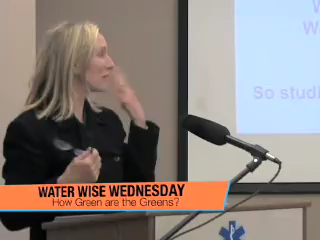 W
W
So studi
WATER WISE WEDNESDAY
How Green are the Greens?